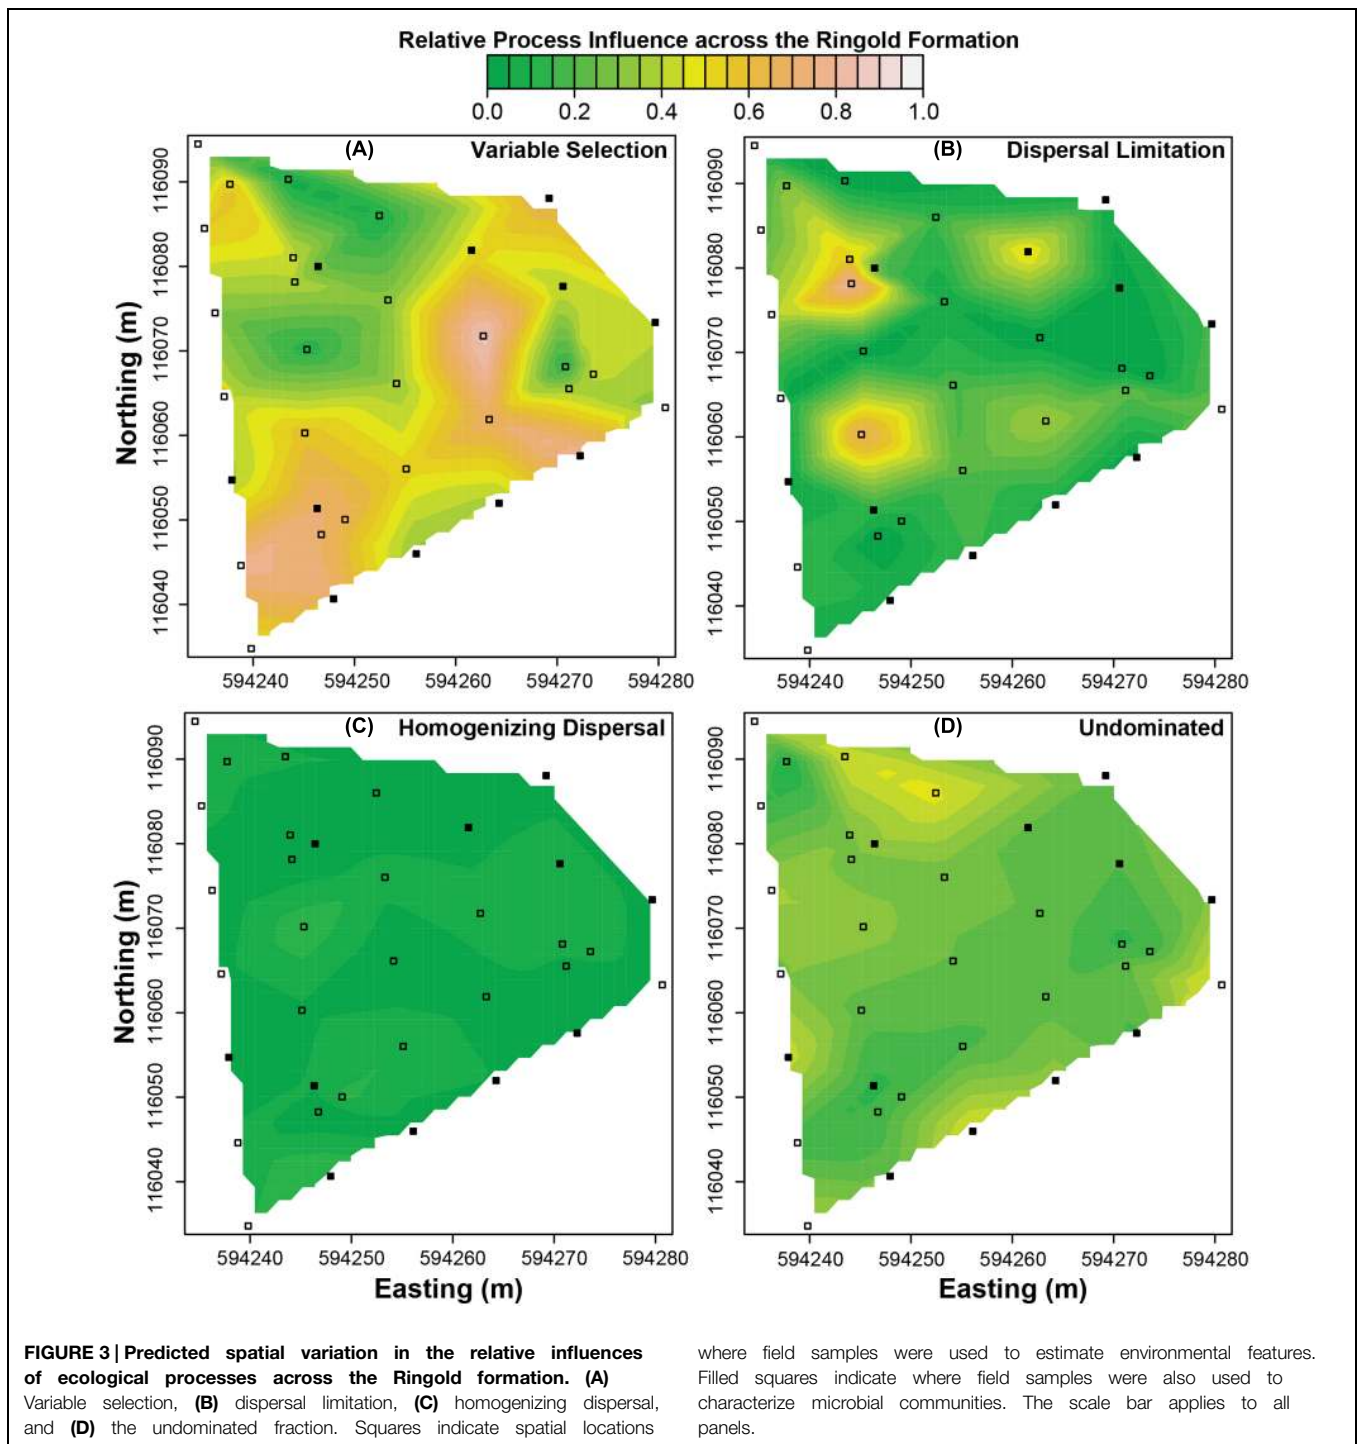 Relative Process Influence across the Ringold Formation
0.0 0.2 0.4 0.6 0.8 1.0
(A) Variable Selection
Northing (m)
116090
116080
116070
116060
116050
116040
594240 594250 594260 594270 594280
(B) Dispersal Limitation
116090
116080
116070
116060
116050
116040
594240 594250 594260 594270 594280
(C) Homogenizing Dispersal
Northing (m)
116090
116080
116070
116060
116050
116040
594240 594250 594260 594270 594280
Easting (m)
(D) Undominated
116090
116080
116070
116060
116050
116040
594240 594250 594260 594270 594280
Easting (m)
FIGURE 3 | Predicted spatial variation in the relative influences
of ecological processes across the Ringold formation. (A)
Variable selection, (B) dispersal limitation, (C) homogenizing dispersal,
and (D) the undominated fraction. Squares indicate spatial locations
where field samples were used to estimate environmental features.
Filled squares indicate where field samples were also used to
characterize microbial communities. The scale bar applies to all
panels.